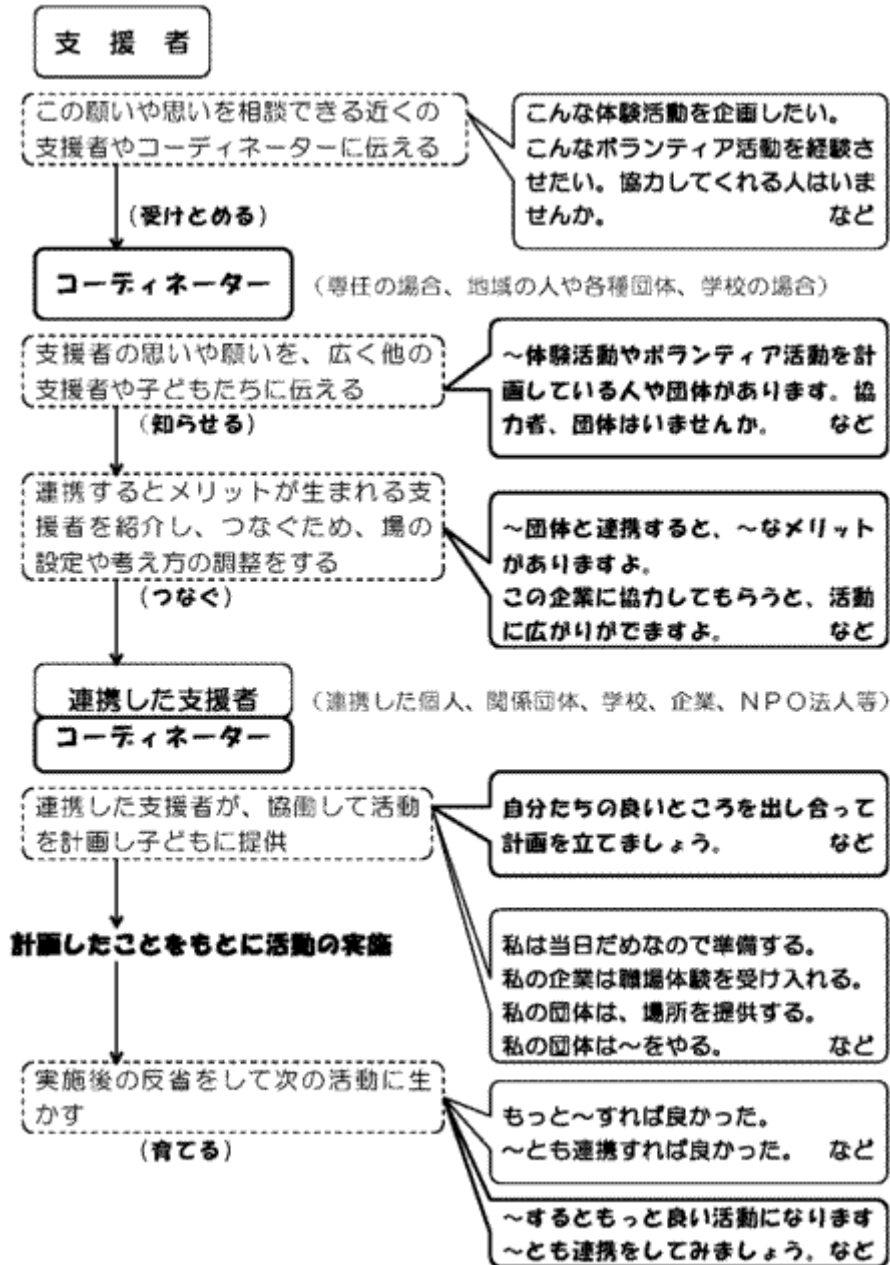 支 援 者
この願いや思いを相談できる近くの
支援者やコーディネーターに伝える
こんな体験活動を企画したい。
こんなボランティア活動を経験さ
せたい。協力してくれる人はいま
せんか。 など
(受けとめる)
コーディネーター
(専任の場合、地域の人や各種団体、学校の場合)
支援者の思いや願いを、広く他の
支援者や子どもたちに伝える
～体験活動やボランティア活動を計
画している人や団体があります。協
力者、団体はいませんか。 など
(知らせる)
連携するとメリットが生まれる支
援者を紹介し、つなぐため、場の
設定や考え方の調整をする
～団体と連携すると、～なメリット
がありますよ。
この企業に協力してもらうと、活動
に広がりがでますよ。 など
(つなぐ)
連携した支援者
(連携した個人、関係団体、学校、企業、NPO法人等)
コーディネーター
連携した支援者が、協働して活動
を計画し子どもに提供
自分たちの良いところを出し合って
計画を立てましょう。 など
計画したことをもとに活動の実施
私は当日だめなので準備する。
私の企業は職場体験を受け入れる。
私の団体は、場所を提供する。
私の団体は～をやる。 など
実施後の反省をして次の活動に生
かす
もっと～すれば良かった。
～とも連携すれば良かった。 など
(育てる)
～するともっと良い活動になります
～とも連携をしてみましょう。など